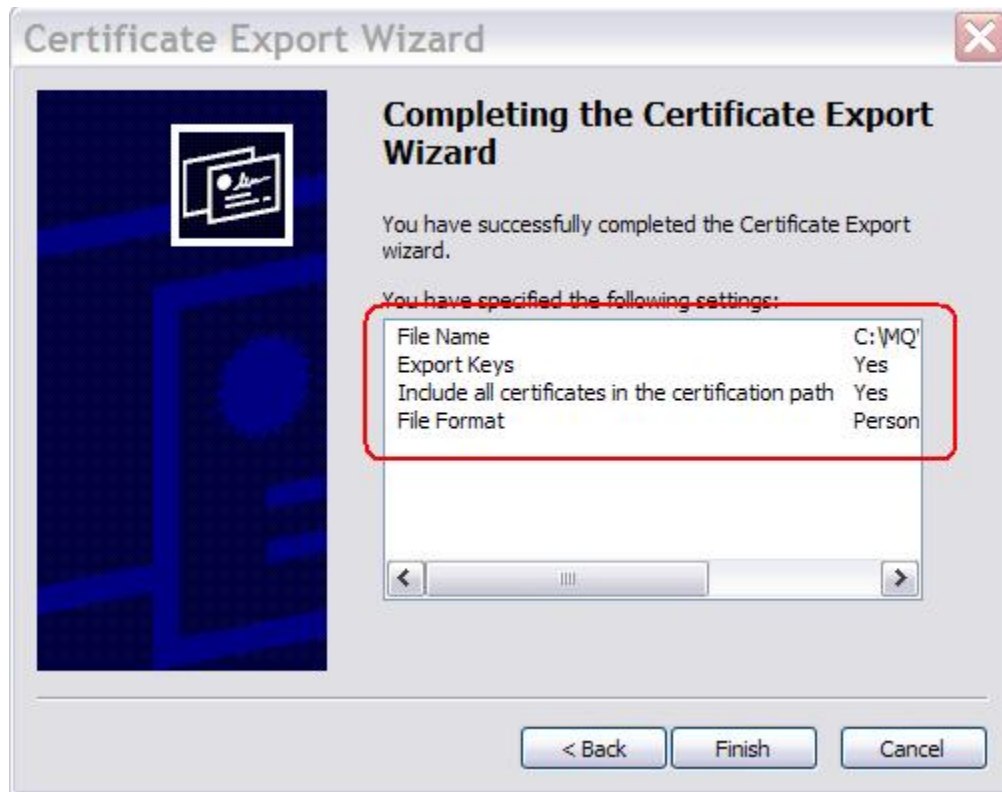 Certificate Export Wizard
Completing the Certificate Export
Wizard
You have successfully completed the Certificate Export
wizard.
You have specified the following settings:
File Name C:\MQ'
Export Keys Yes
Include all certificates in the certification path Yes
File Format Person
< Back Finish Cancel